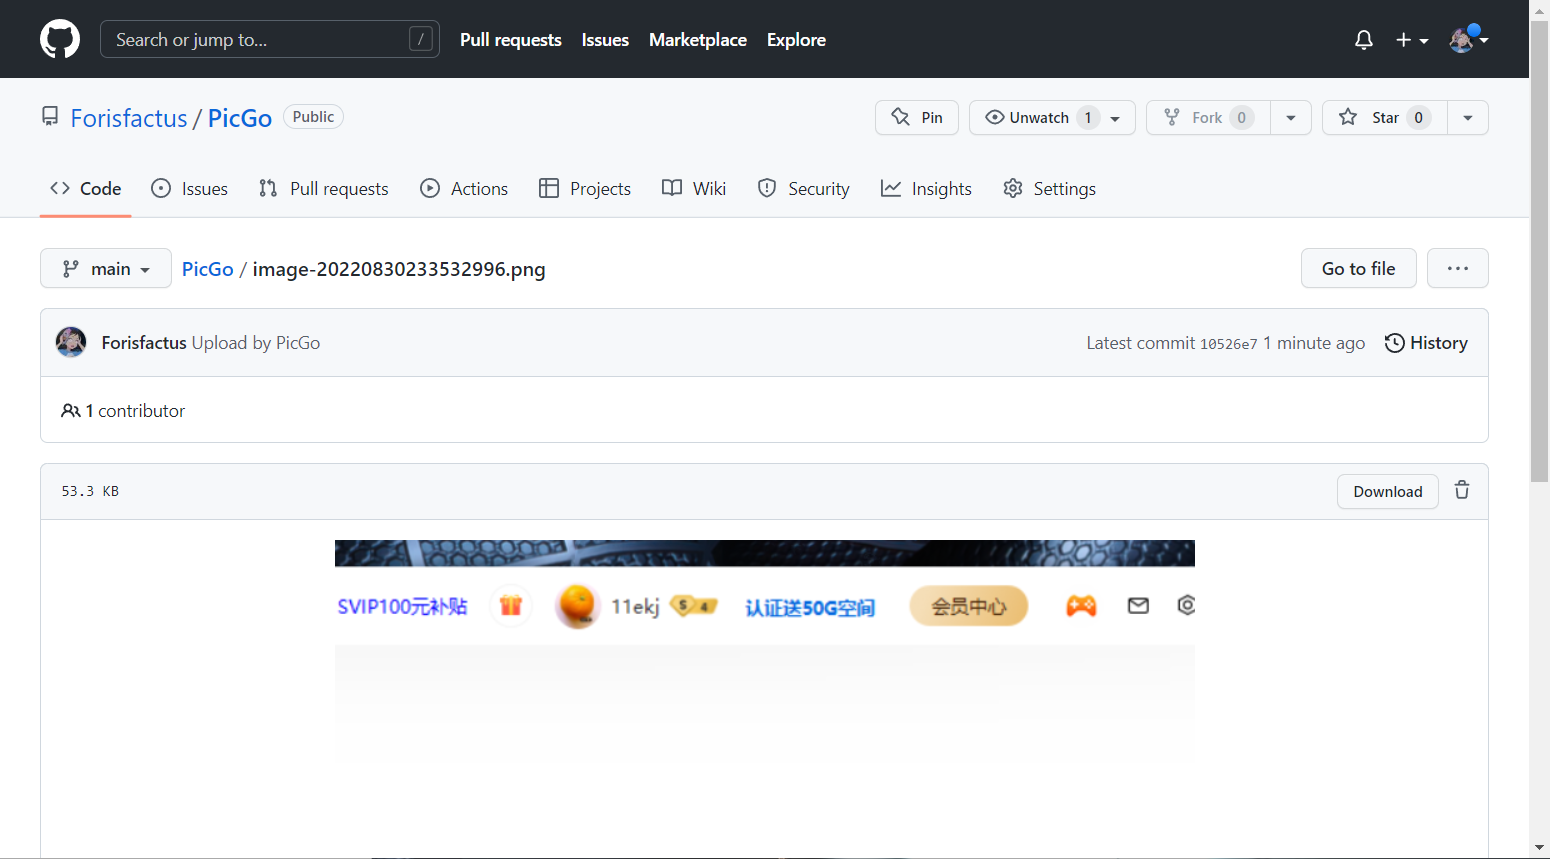 Search or jump to... /
Pull requests Issues Marketplace Explore
Forisfactus / PicGo Public
Pin Unwatch 1 Fork 0 Star 0
Code Issues Pull requests Actions Projects Wiki Security Insights Settings
main PicGo / image-20220830233532996.png Go to file ...
Forisfactus Upload by PicGo Latest commit 10526e7 1 minute ago History
1 contributor
53.3 KB Download
SVIP100元补贴 11ekj S 4 认证送50G空间 会员中心